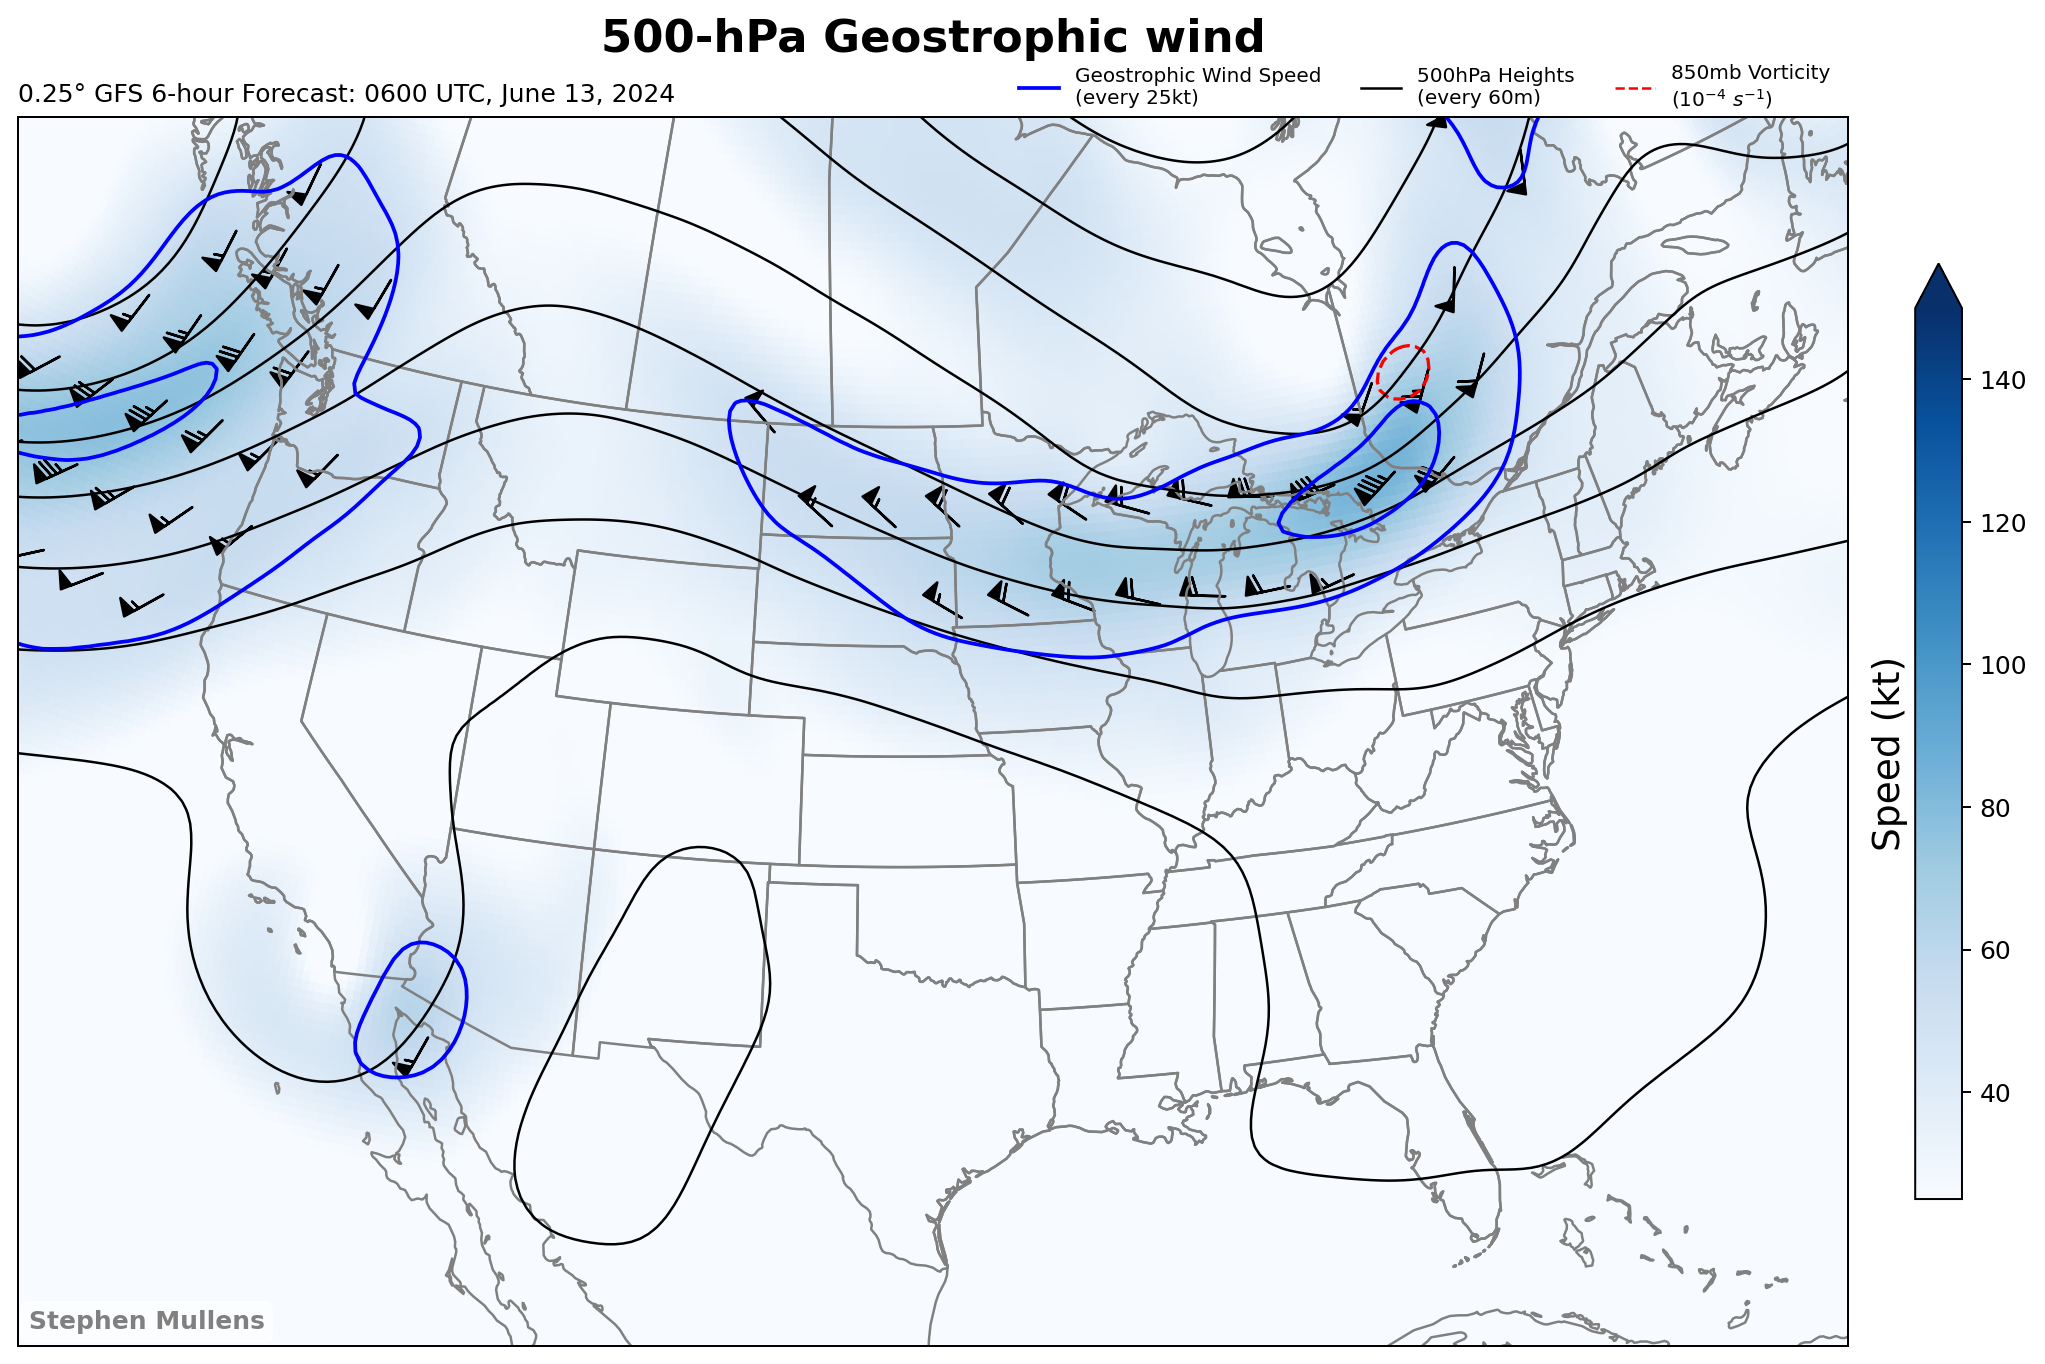 500-hPa Geostrophic wind
0.25° GFS 6-hour Forecast: 0600 UTC, June 13, 2024
Geostrophic Wind Speed
(every 25kt)
500hPa Heights
(every 60m)
850mb Vorticity
(10⁻⁴ s⁻¹)
140
120
100
80
60
40
Speed (kt)
Stephen Mullens